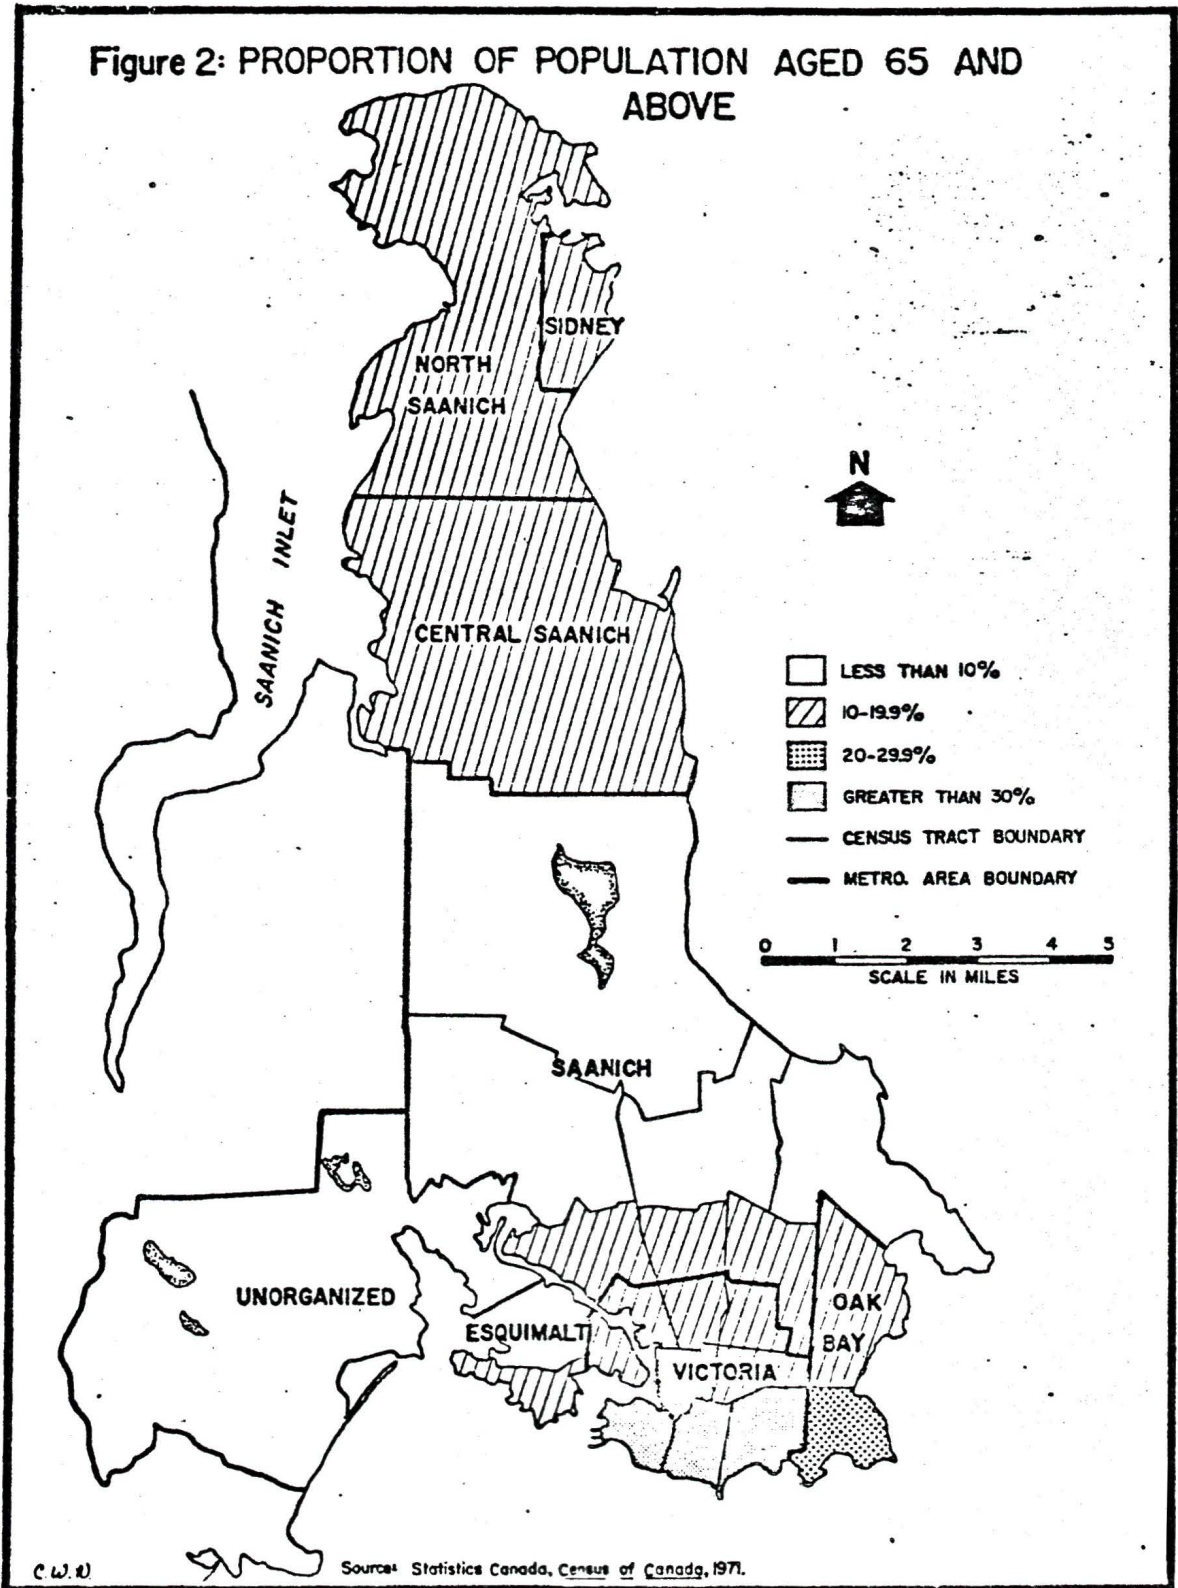 Figure 2: PROPORTION OF POPULATION AGED 65 AND
ABOVE
SIDNEY
NORTH
SAANICH
N
SAANICH INLET
CENTRAL SAANICH
LESS THAN 10%
10-19.9%
20-29.9%
GREATER THAN 30%
CENSUS TRACT BOUNDARY
METRO. AREA BOUNDARY
0 1 2 3 4 5
SCALE IN MILES
SAANICH
UNORGANIZED
OAK
BAY
ESQUIMALT
VICTORIA
C.W.N.
Source: Statistics Canada, Census of Canada, 1971.